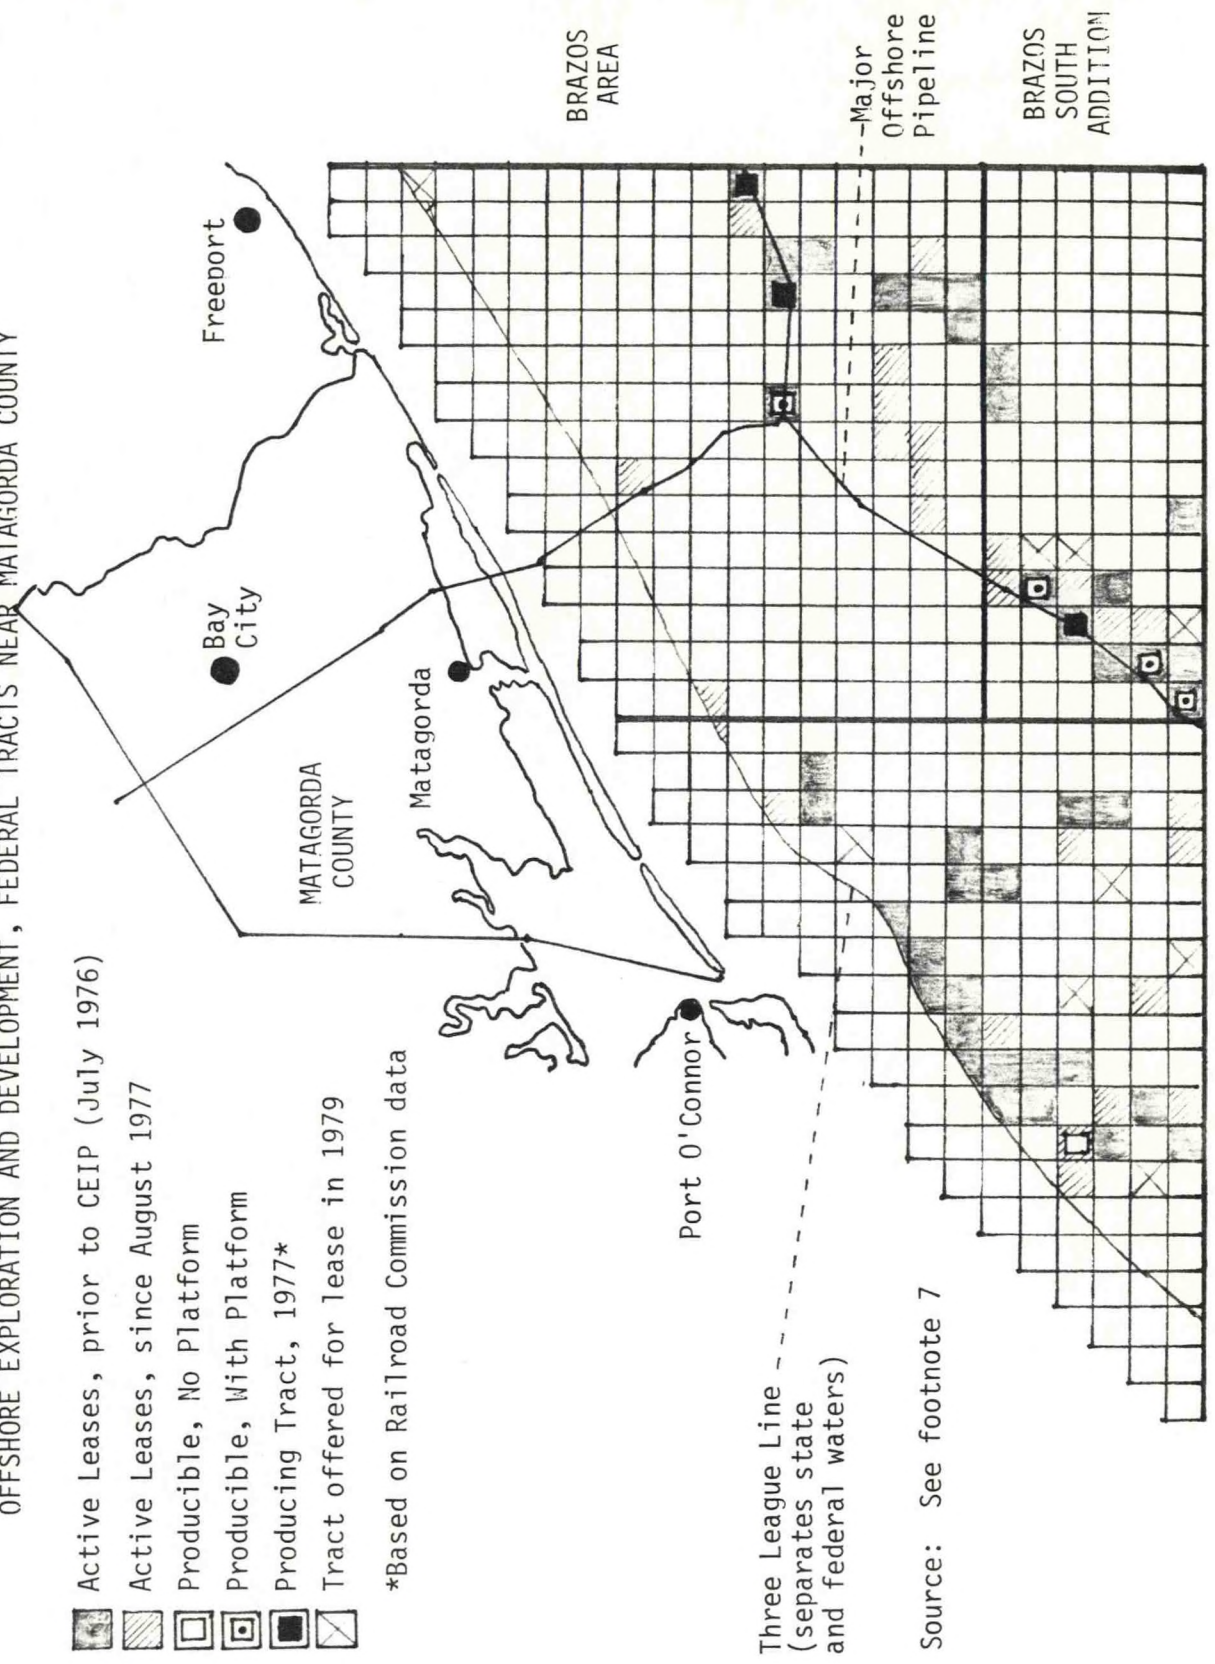 OFFSHORE EXPLORATION AND DEVELOPMENT, FEDERAL TRACTS NEAR MATAGORDA COUNTY
Active Leases, prior to CEIP (July 1976)
Active Leases, since August 1977
Producible, No Platform
Producible, With Platform
Producing Tract, 1977*
Tract offered for lease in 1979
*Based on Railroad Commission data
MATAGORDA
COUNTY
Bay
City
Matagorda
Freeport
Port O'Connor
Three League Line
(separates state
and federal waters)
Source: See footnote 7
BRAZOS
AREA
Major
Offshore
Pipeline
BRAZOS
SOUTH
ADDITION